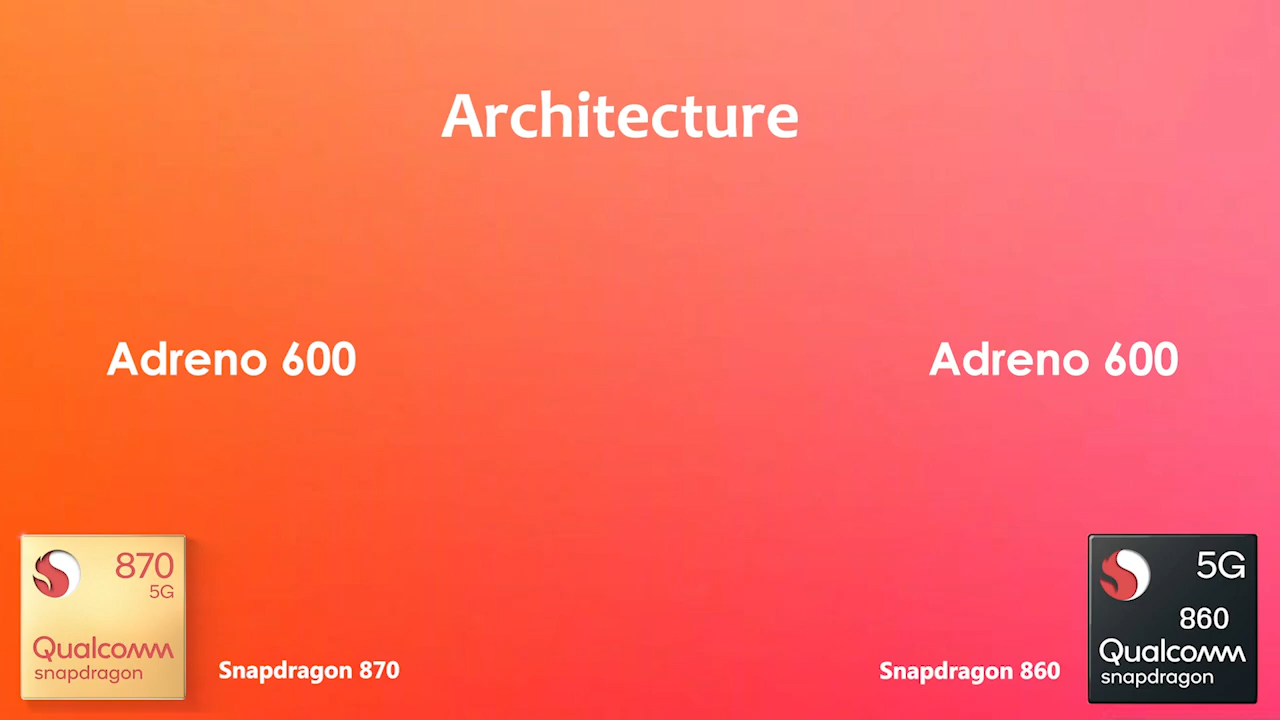 Architecture
Adreno 600
Adreno 600
870
5G
Qualcomm
snapdragon
Snapdragon 870
Snapdragon 860
5G
860
Qualcomm
snapdragon